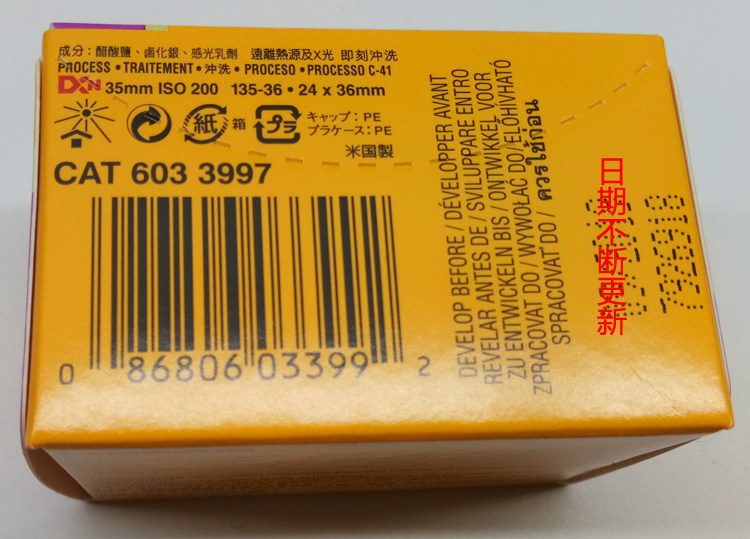 成分：醋酸鹽、鹵化銀、感光乳劑 遠離熱源及X光 即刻沖洗
PROCESS • TRAITEMENT • 沖洗 • PROCESO • PROCESSO C-41
DXN 35mm ISO 200 135-36 • 24 x 36mm
紙 箱 プラ キャップ：PE
プラケース：PE
米国製
CAT 603 3997
0 86806 03399 2
DEVELOP BEFORE / DÉVELOPPER AVANT
REVELAR ANTES DE / SVILUPPARE ENTRO
ZU ENTWICKELN BIS / ONTWIKKEL VOOR
ZPRACOVAT DO / WYWOŁAĆ DO / ELŐHÍVHATÓ
SPRACOVAŤ DO / ควรใช้ก่อน
日期不断更新